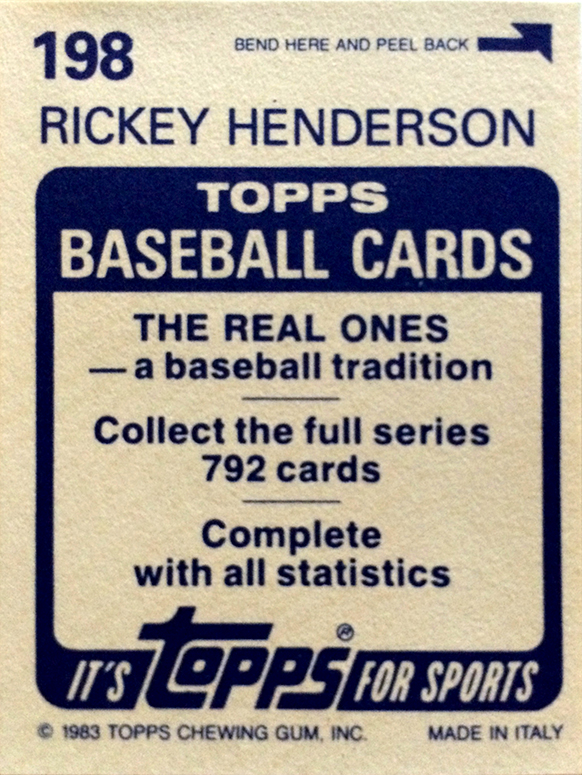 198
BEND HERE AND PEEL BACK
RICKEY HENDERSON
TOPPS
BASEBALL CARDS
THE REAL ONES
— a baseball tradition
Collect the full series
792 cards
Complete
with all statistics
IT'S TOPPS® FOR SPORTS
© 1983 TOPPS CHEWING GUM, INC. MADE IN ITALY